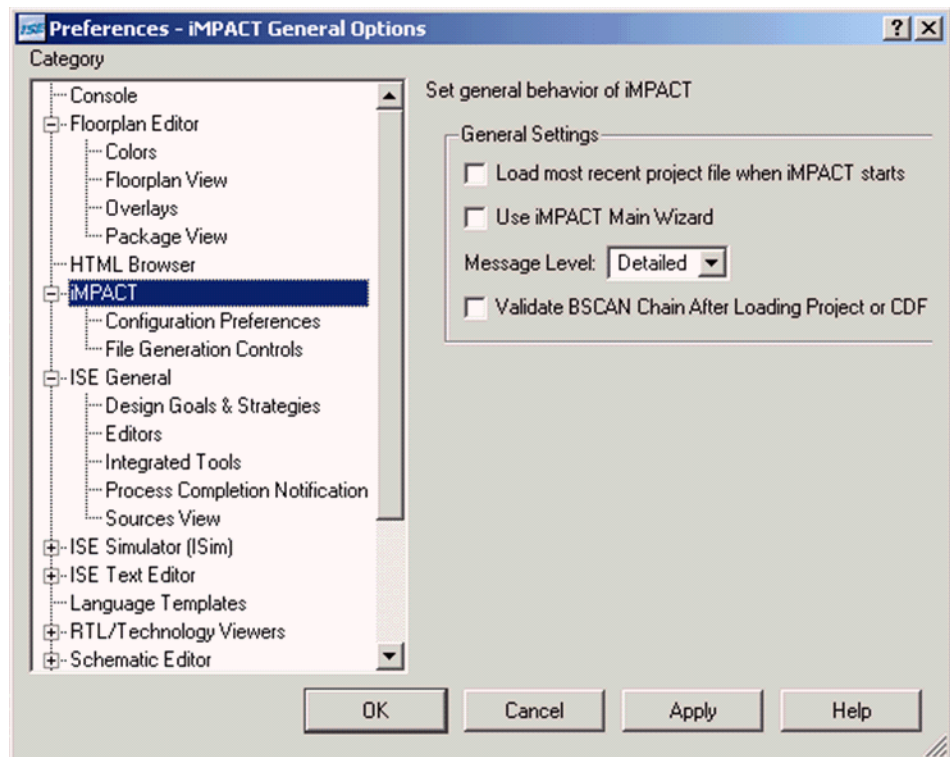 ISE Preferences - iMPACT General Options
Category
Console
Floorplan Editor
Colors
Floorplan View
Overlays
Package View
HTML Browser
iMPACT
Configuration Preferences
File Generation Controls
ISE General
Design Goals & Strategies
Editors
Integrated Tools
Process Completion Notification
Sources View
ISE Simulator (ISim)
ISE Text Editor
Language Templates
RTL/Technology Viewers
Schematic Editor
Set general behavior of iMPACT
General Settings
Load most recent project file when iMPACT starts
Use iMPACT Main Wizard
Message Level: Detailed
Validate BSCAN Chain After Loading Project or CDF
OK Cancel Apply Help